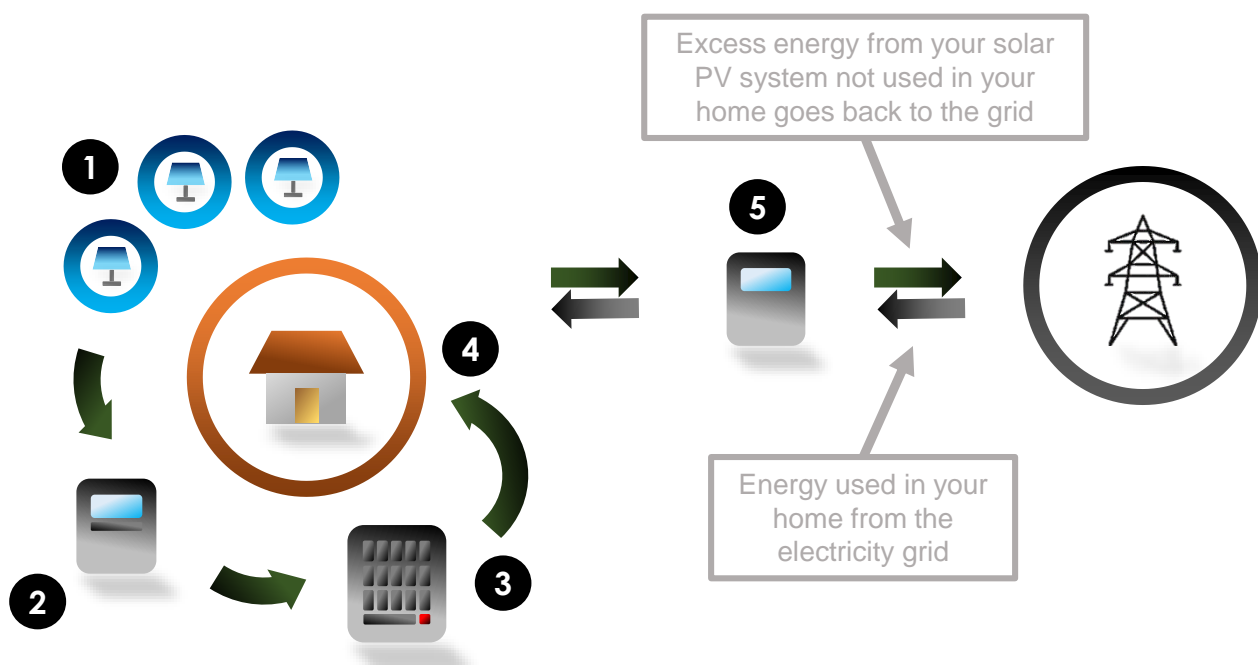 Excess energy from your solar
PV system not used in your
home goes back to the grid
1
5
4
Energy used in your
home from the
electricity grid
3
2